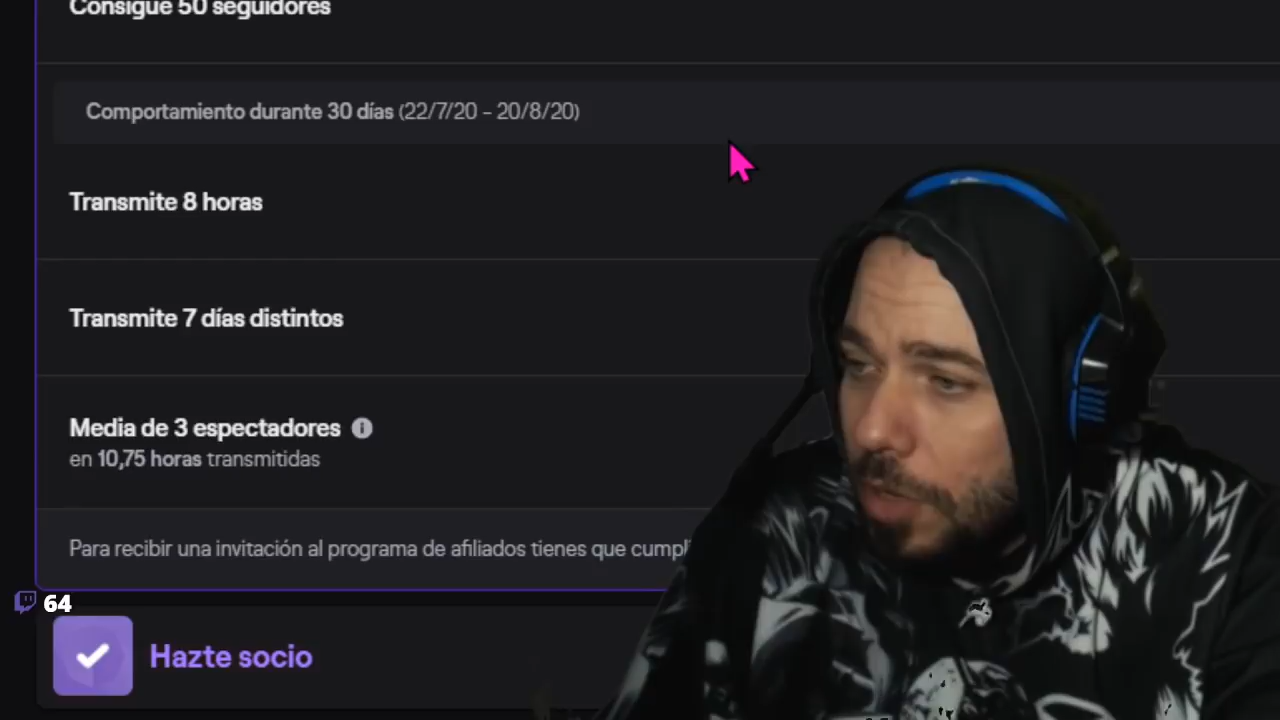 Consigue 50 seguidores
Comportamiento durante 30 días (22/7/20 - 20/8/20)
Transmite 8 horas
Transmite 7 días distintos
Media de 3 espectadores
en 10,75 horas transmitidas
Para recibir una invitación al programa de afiliados tienes que cumpl
64
Hazte socio